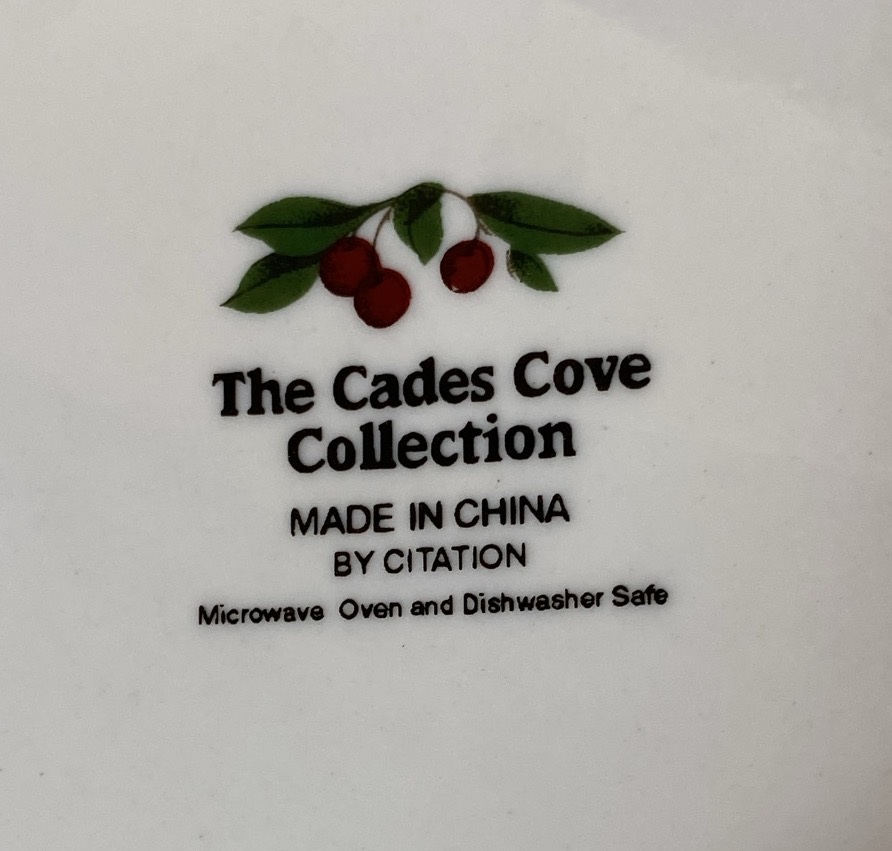 The Cades Cove
Collection
MADE IN CHINA
BY CITATION
Microwave Oven and Dishwasher Safe